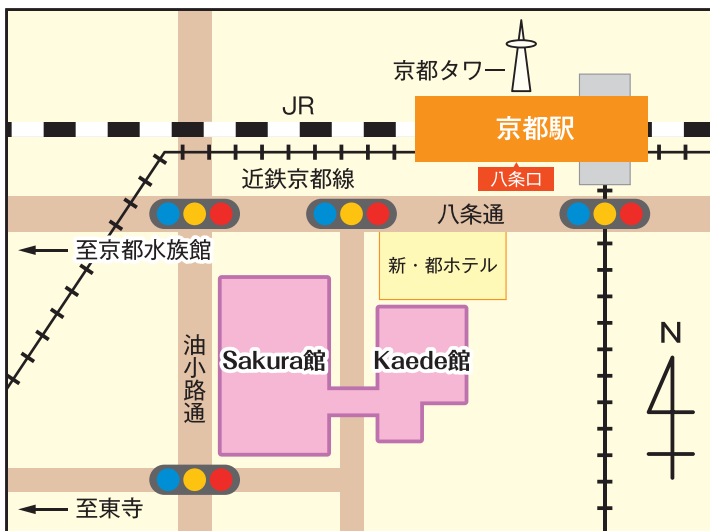 京都タワー
JR
京都駅
近鉄京都線
八条口
八条通
至京都水族館
新・都ホテル
N
油小路通
Sakura館
Kaede館
至東寺